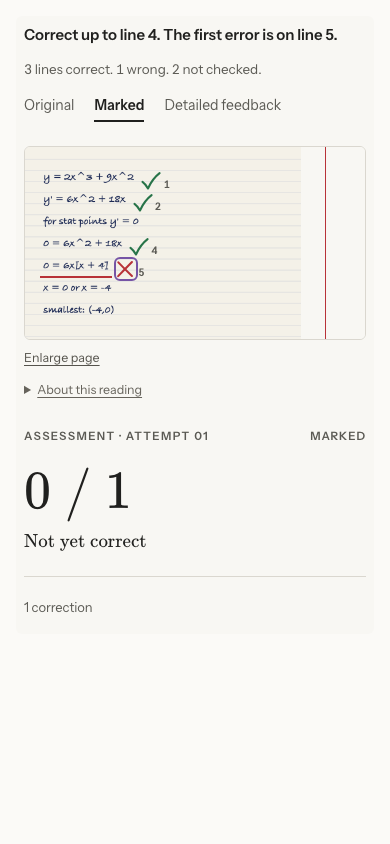 Correct up to line 4. The first error is on line 5.
3 lines correct. 1 wrong. 2 not checked.
Original Marked Detailed feedback
y = 2x^3 + 9x^2 1
y' = 6x^2 + 18x 2
for stat points y' = 0
0 = 6x^2 + 18x 4
0 = 6x[x + 4] 5
x = 0 or x = -4
smallest: (-4,0)
Enlarge page
About this reading
ASSESSMENT · ATTEMPT 01 MARKED
0 / 1
Not yet correct
1 correction